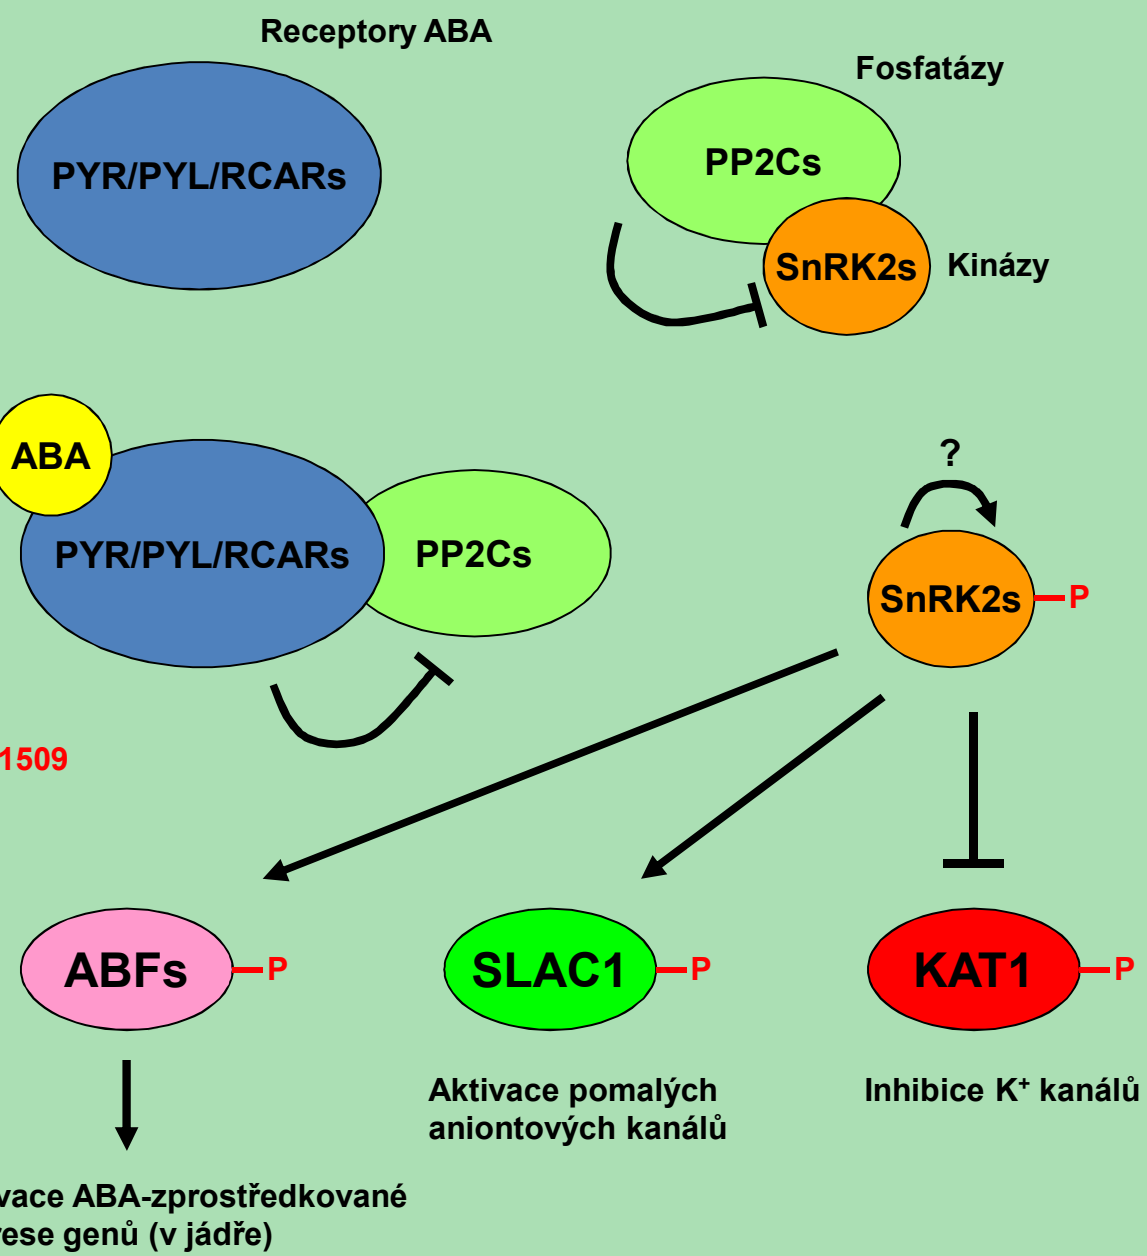 Receptory ABA
Fosfatázy
PYR/PYL/RCARs
PP2Cs
SnRK2s
Kinázy
ABA
PYR/PYL/RCARs
PP2Cs
?
SnRK2s
P
1509
ABFs
P
SLAC1
P
KAT1
P
Aktivace pomalých
aniontových kanálů
Inhibice K⁺ kanálů
vace ABA-zprostředkované
rese genů (v jádře)